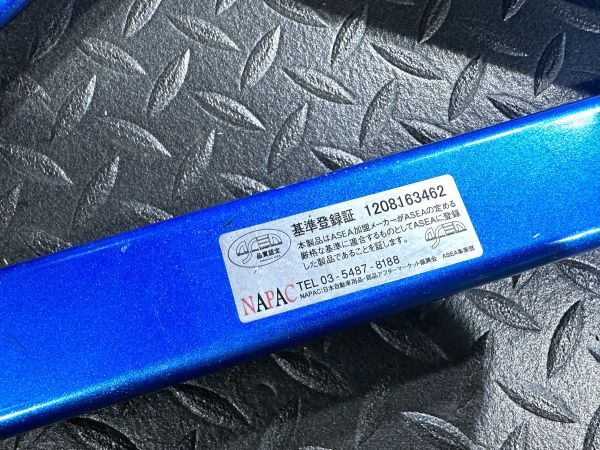 ASEA
品質認定
基準登録証 1208163462
本製品はASEA加盟メーカーがASEAの定める
厳格な基準に適合するものとしてASEAに登録
した製品であることを証します。
ASEA
NAPAC TEL 03-5487-8188
NAPAC:日本自動車用品・部品アフターマーケット振興会 ASEA事業部